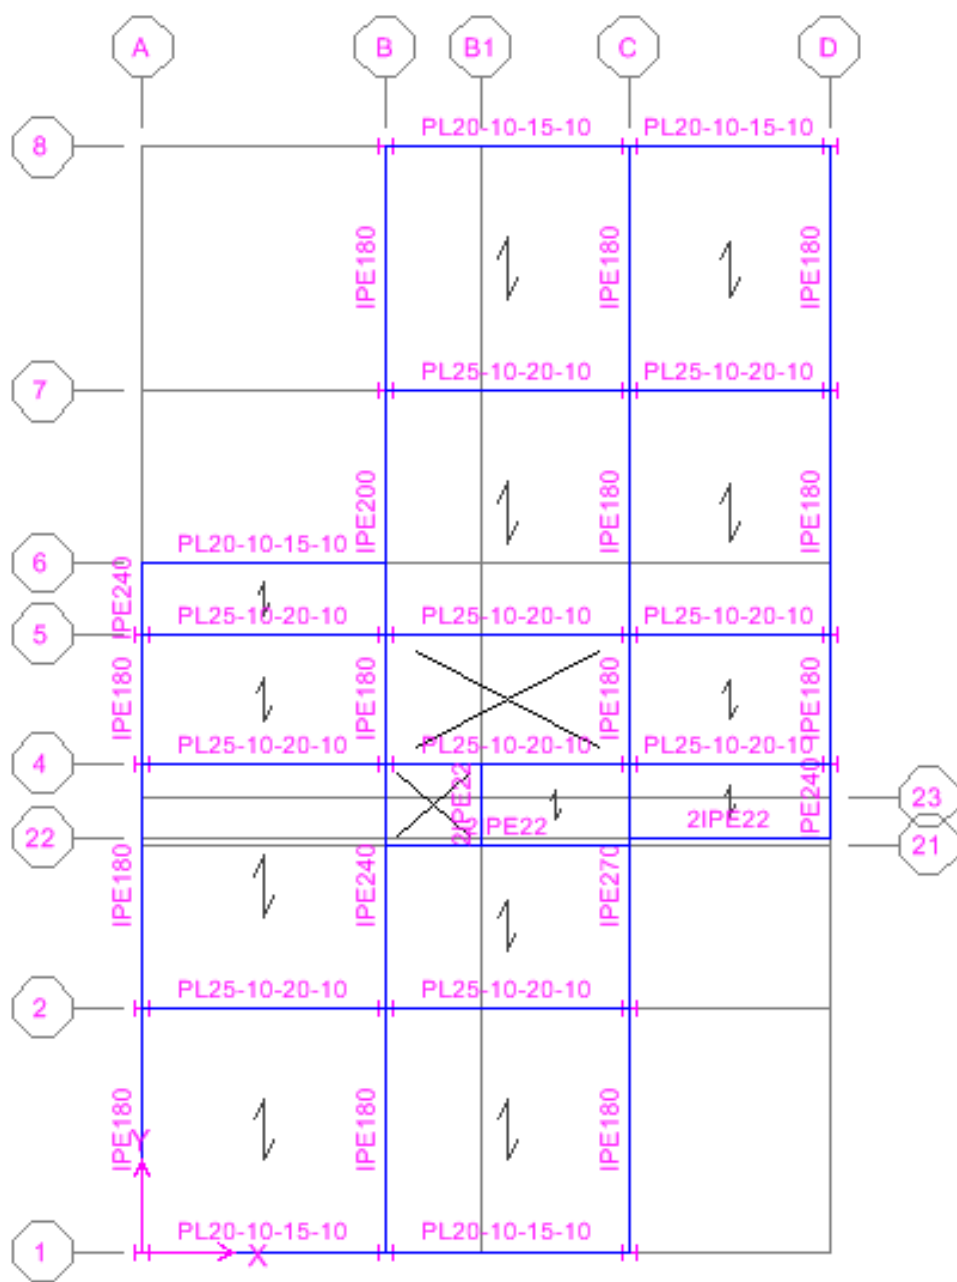 A B B1 C D
PL20-10-15-10 PL20-10-15-10
8
IPE180 IPE180 IPE180
PL25-10-20-10 PL25-10-20-10
7
IPE200 IPE180 IPE180
PL20-10-15-10
6
IPE240
PL25-10-20-10 PL25-10-20-10 PL25-10-20-10
5
IPE180 IPE180 IPE180 IPE180
PL25-10-20-10 PL25-10-20-10 PL25-10-20-10
4
2IPE22 IPE240
23
2IPE22 2IPE22
22 21
IPE180 IPE240 IPE270
PL25-10-20-10 PL25-10-20-10
2
IPE180 IPE180 IPE180
Y
PL20-10-15-10 PL20-10-15-10
1 X